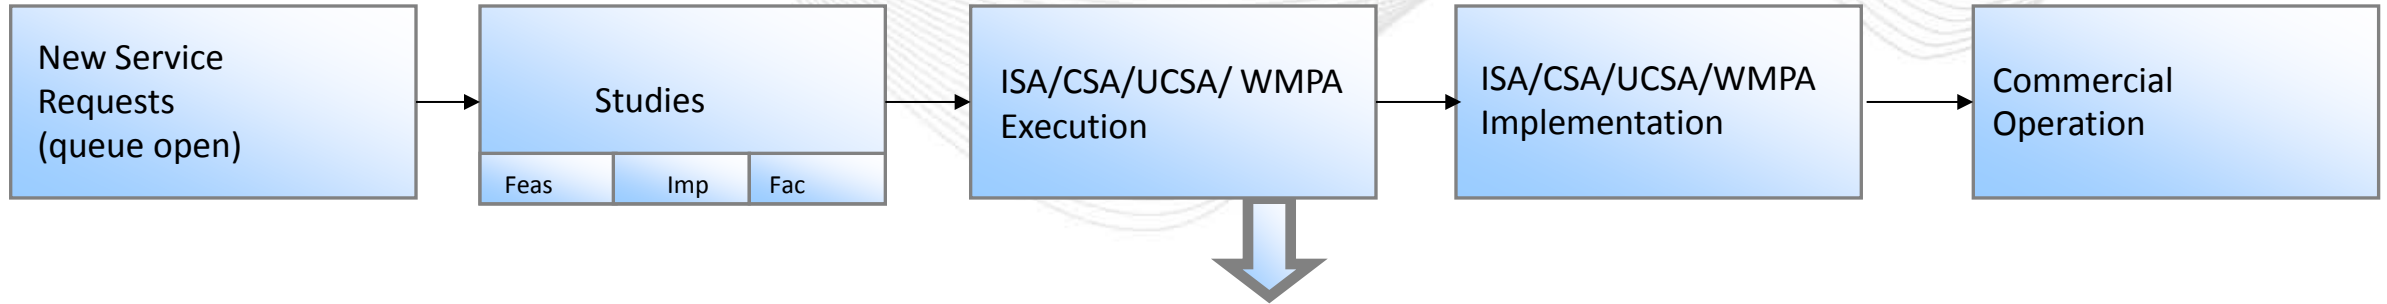 New Service
Requests
(queue open)
Studies
Feas
Imp
Fac
ISA/CSA/UCSA/ WMPA
Execution
ISA/CSA/UCSA/WMPA
Implementation
Commercial
Operation